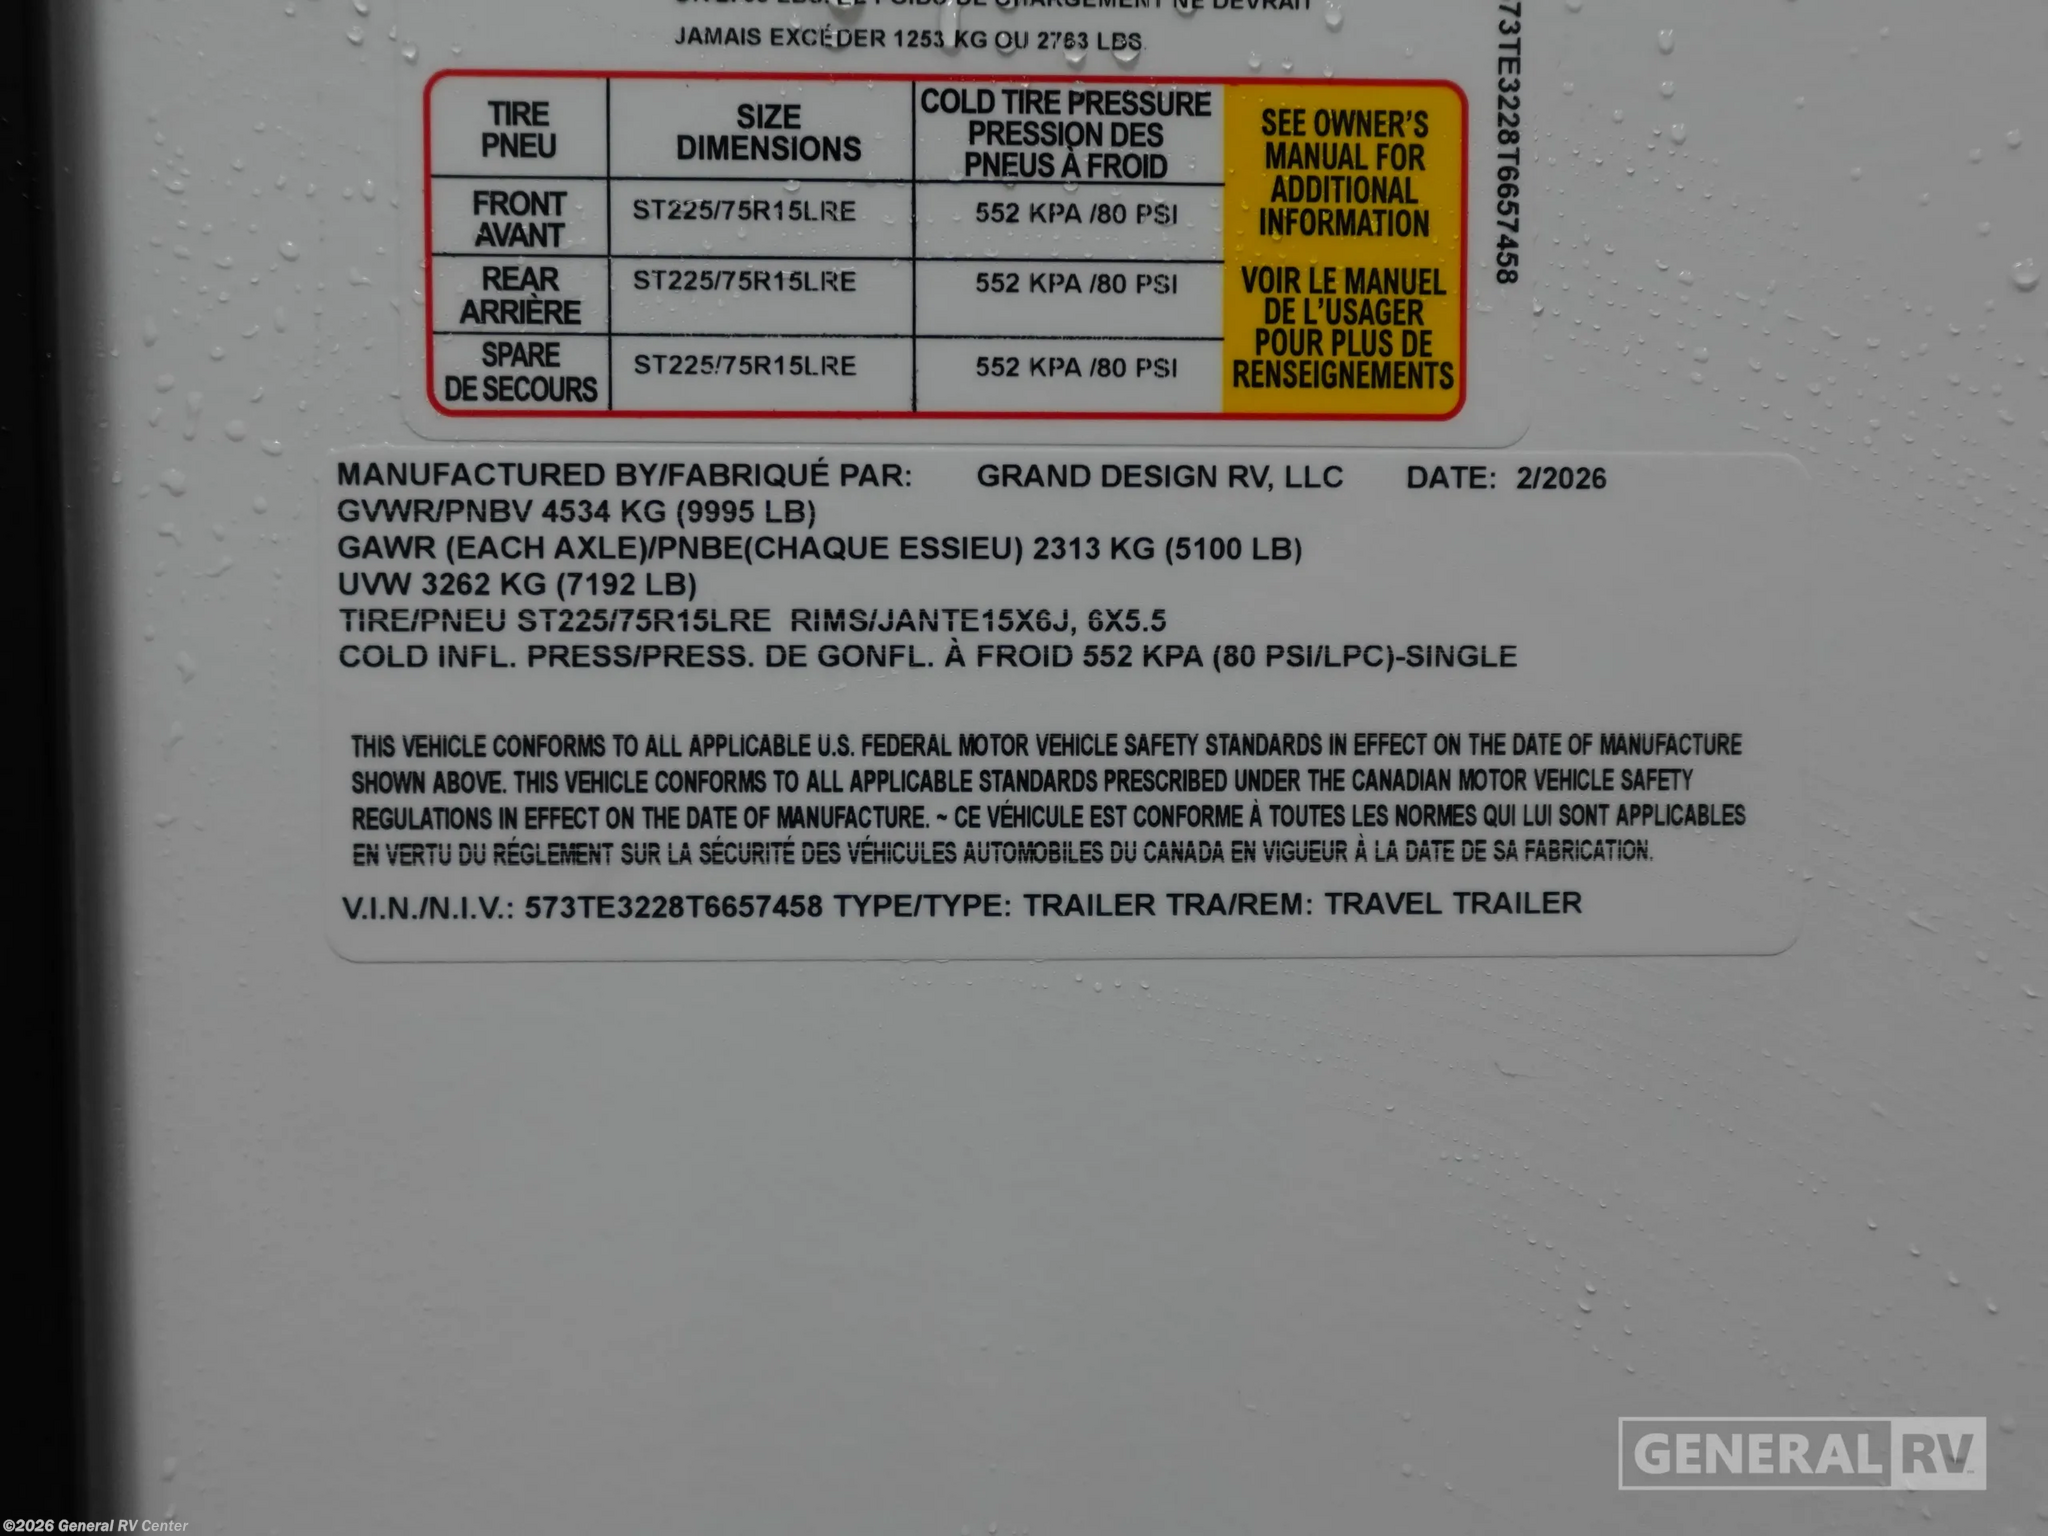 DE CHARGEMENT NE DEVRAIT
JAMAIS EXCÉDER 1253 KG OU 2763 LBS.
TIRE
PNEU
SIZE
DIMENSIONS
COLD TIRE PRESSURE
PRESSION DES
PNEUS À FROID
FRONT
AVANT
ST225/75R15LRE
552 KPA /80 PSI
REAR
ARRIÈRE
ST225/75R15LRE
552 KPA /80 PSI
SPARE
DE SECOURS
ST225/75R15LRE
552 KPA /80 PSI
SEE OWNER'S
MANUAL FOR
ADDITIONAL
INFORMATION
VOIR LE MANUEL
DE L'USAGER
POUR PLUS DE
RENSEIGNEMENTS
73TE3228T6657458
MANUFACTURED BY/FABRIQUÉ PAR: GRAND DESIGN RV, LLC DATE: 2/2026
GVWR/PNBV 4534 KG (9995 LB)
GAWR (EACH AXLE)/PNBE(CHAQUE ESSIEU) 2313 KG (5100 LB)
UVW 3262 KG (7192 LB)
TIRE/PNEU ST225/75R15LRE RIMS/JANTE15X6J, 6X5.5
COLD INFL. PRESS/PRESS. DE GONFL. À FROID 552 KPA (80 PSI/LPC)-SINGLE
THIS VEHICLE CONFORMS TO ALL APPLICABLE U.S. FEDERAL MOTOR VEHICLE SAFETY STANDARDS IN EFFECT ON THE DATE OF MANUFACTURE
SHOWN ABOVE. THIS VEHICLE CONFORMS TO ALL APPLICABLE STANDARDS PRESCRIBED UNDER THE CANADIAN MOTOR VEHICLE SAFETY
REGULATIONS IN EFFECT ON THE DATE OF MANUFACTURE. ~ CE VÉHICULE EST CONFORME À TOUTES LES NORMES QUI LUI SONT APPLICABLES
EN VERTU DU RÉGLEMENT SUR LA SÉCURITÉ DES VÉHICULES AUTOMOBILES DU CANADA EN VIGUEUR À LA DATE DE SA FABRICATION.
V.I.N./N.I.V.: 573TE3228T6657458 TYPE/TYPE: TRAILER TRA/REM: TRAVEL TRAILER
GENERAL RV
©2026 General RV Center